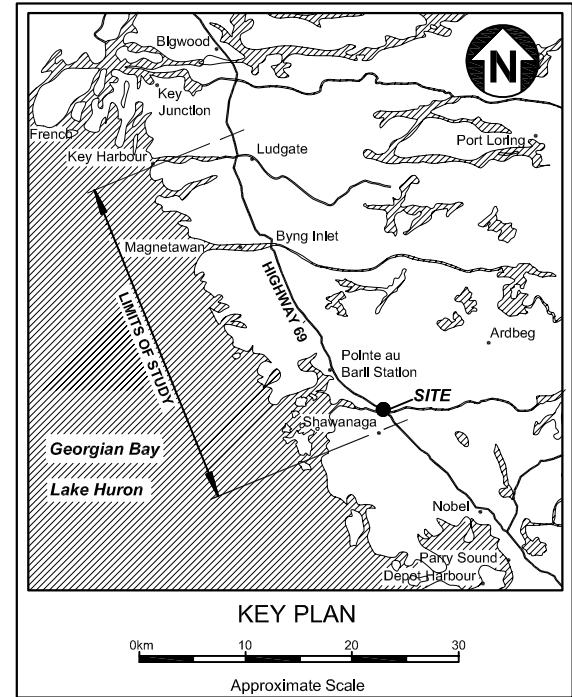 Bigwood
N
Key
Junction
French
Port Loring
Key Harbour
Ludgate
Magnetawan
Byng Inlet
HIGHWAY 69
LIMITS OF STUDY
Ardbeg
Pointe au
Baril Station
SITE
Shawanaga
Georgian Bay
Lake Huron
Nobel
Parry Sound
Depot Harbour
KEY PLAN
0km 10 20 30
Approximate Scale